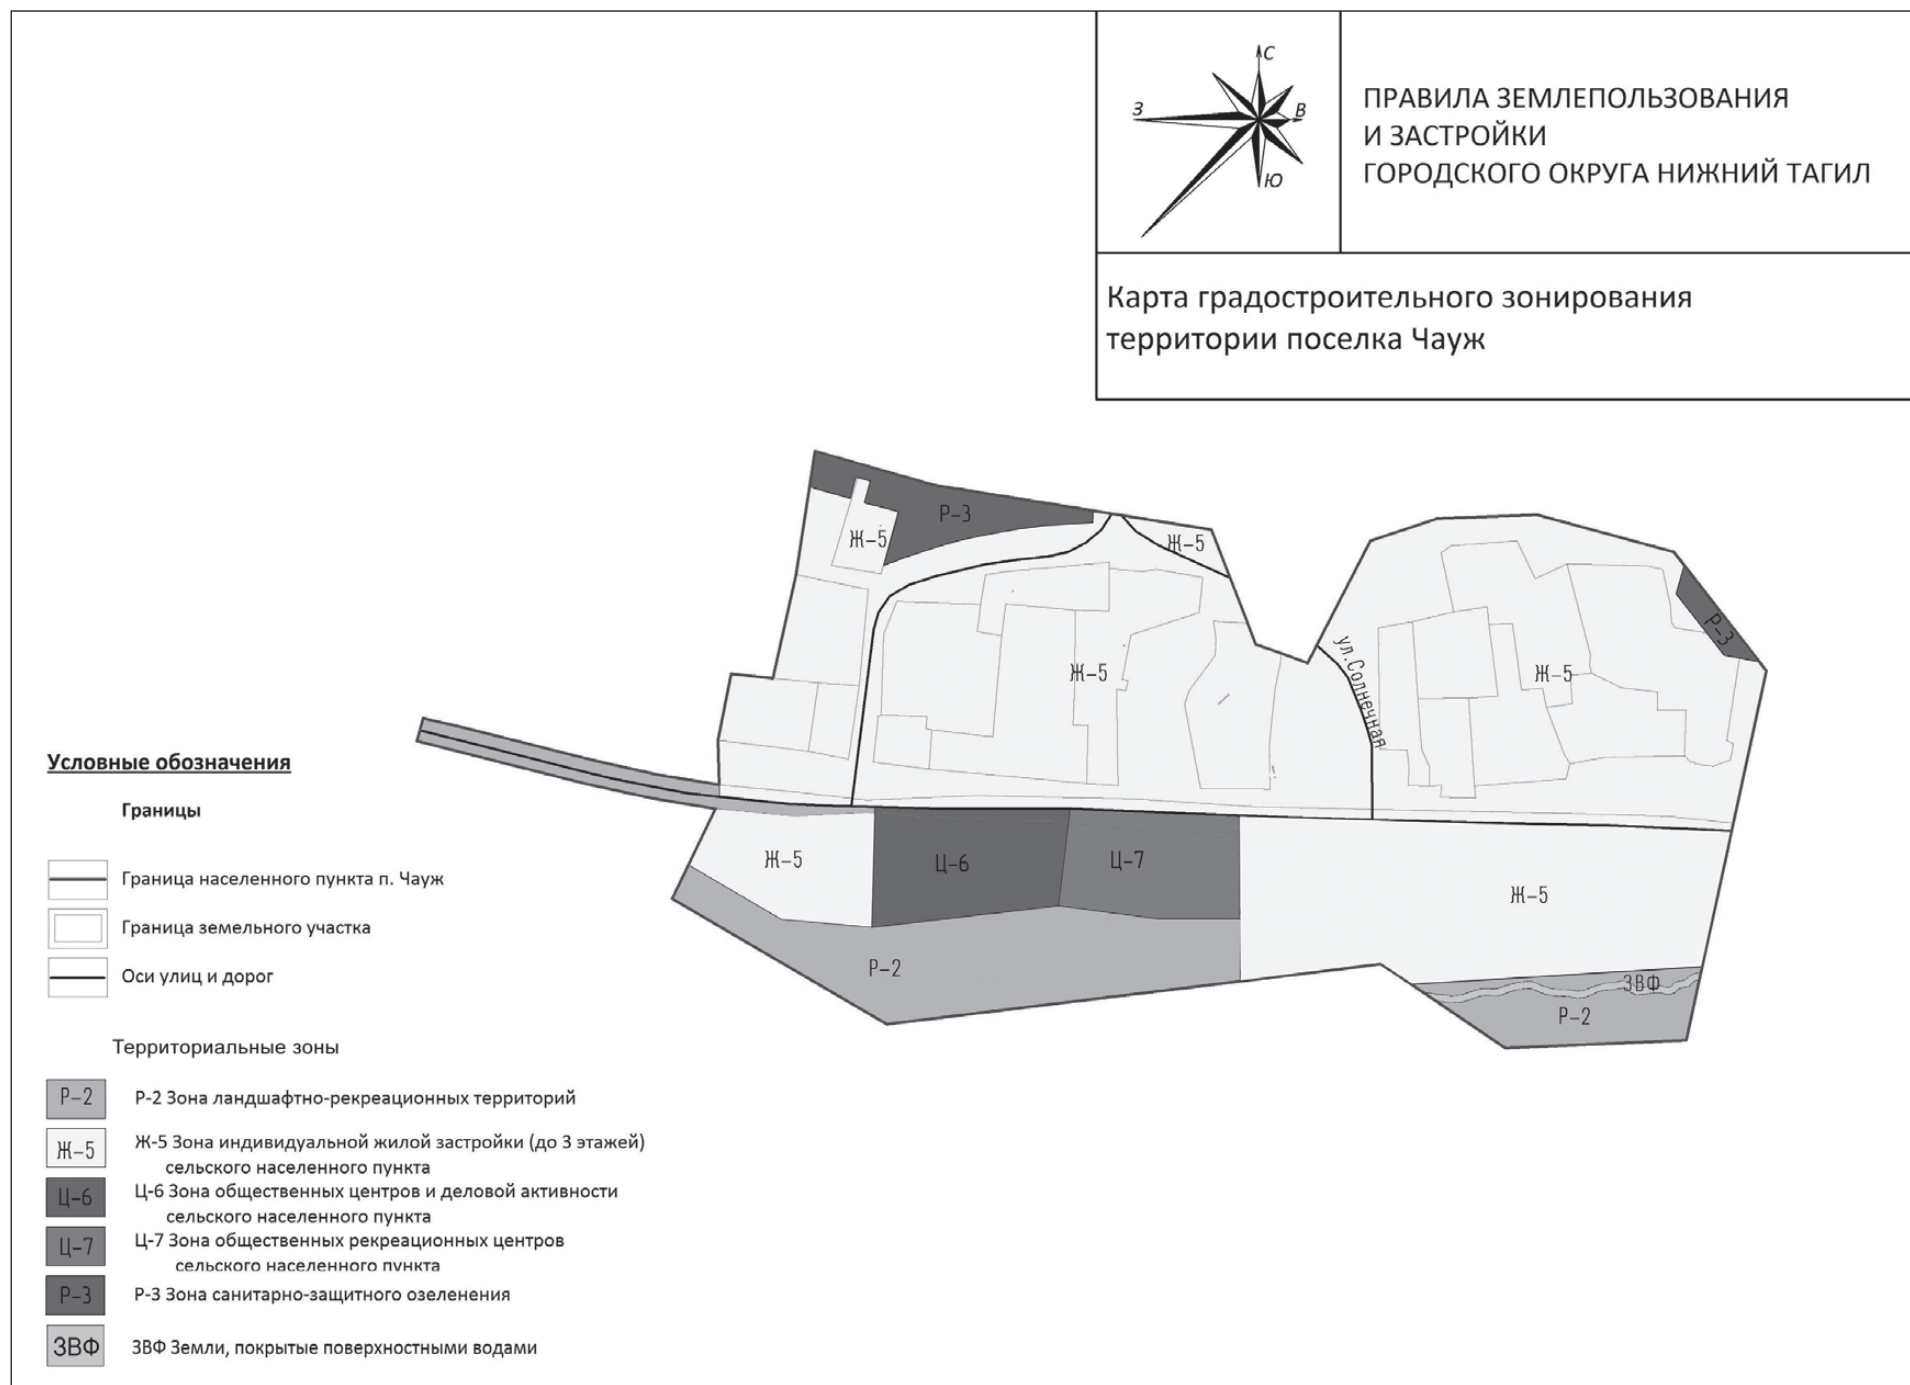 С
З
В
Ю
ПРАВИЛА ЗЕМЛЕПОЛЬЗОВАНИЯ
И ЗАСТРОЙКИ
ГОРОДСКОГО ОКРУГА НИЖНИЙ ТАГИЛ
Карта градостроительного зонирования
территории поселка Чауж
Р-3
Ж-5
Ж-5
Р-3
Ж-5
Ж-5
ул.Солнечная
Ж-5
Ц-6
Ц-7
Ж-5
Р-2
ЗВФ
Р-2
Условные обозначения
Границы
Граница населенного пункта п. Чауж
Граница земельного участка
Оси улиц и дорог
Территориальные зоны
Р-2 Р-2 Зона ландшафтно-рекреационных территорий
Ж-5 Ж-5 Зона индивидуальной жилой застройки (до 3 этажей)
сельского населенного пункта
Ц-6 Ц-6 Зона общественных центров и деловой активности
сельского населенного пункта
Ц-7 Ц-7 Зона общественных рекреационных центров
сельского населенного пункта
Р-3 Р-3 Зона санитарно-защитного озеленения
ЗВФ ЗВФ Земли, покрытые поверхностными водами